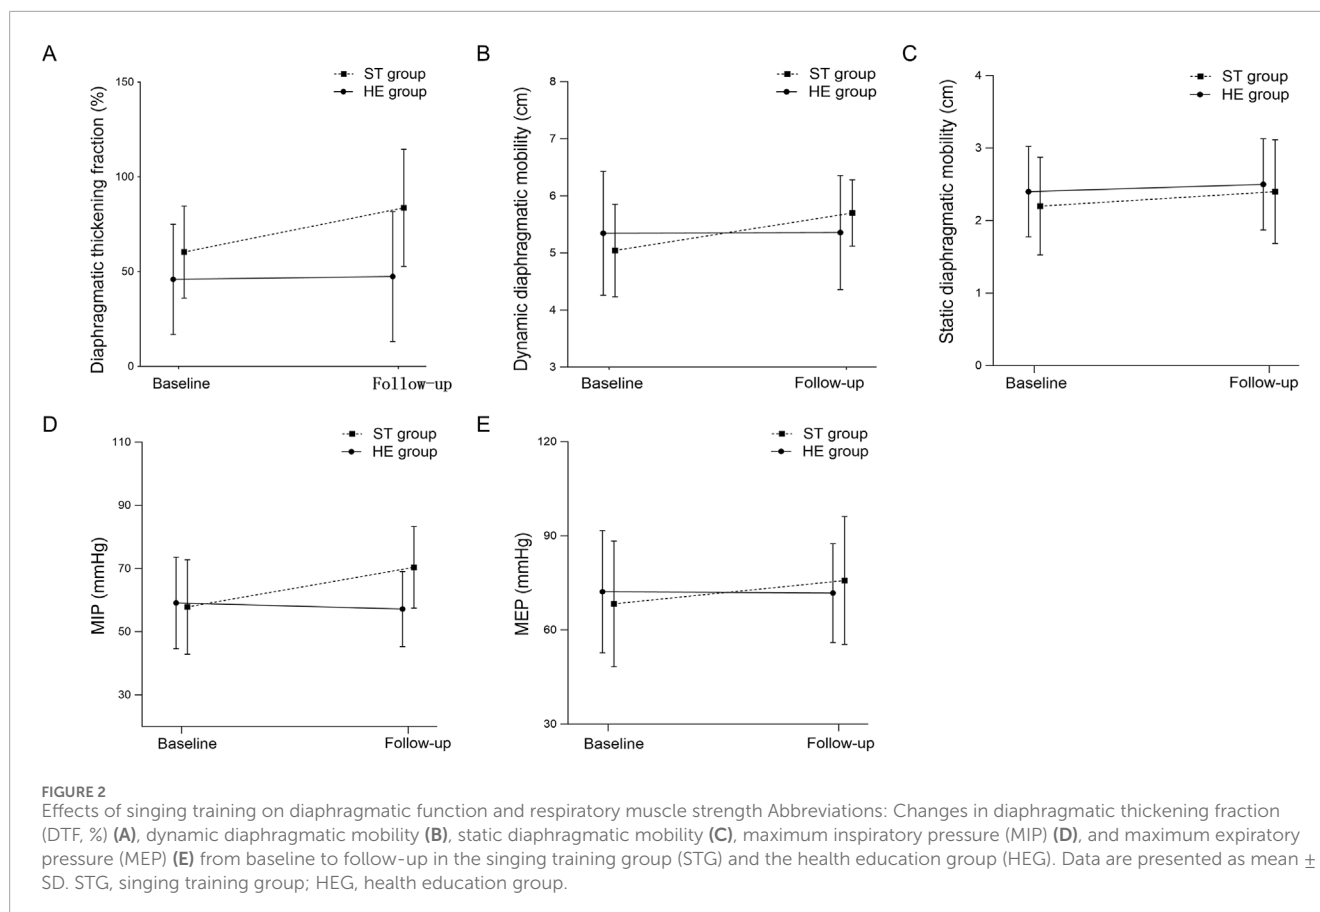 A
Diaphragmatic thickening fraction (%)
150
100
50
0
ST group
HE group
Baseline
Follow-up
B
Dynamic diaphragmatic mobility (cm)
8
7
6
5
4
3
ST group
HE group
Baseline
Follow-up
C
Static diaphragmatic mobility (cm)
4
3
2
1
0
ST group
HE group
Baseline
Follow-up
D
MIP (mmHg)
110
90
70
50
30
ST group
HE group
Baseline
Follow-up
E
MEP (mmHg)
120
90
60
30
ST group
HE group
Baseline
Follow-up
FIGURE 2
Effects of singing training on diaphragmatic function and respiratory muscle strength Abbreviations: Changes in diaphragmatic thickening fraction
(DTF, %) (A), dynamic diaphragmatic mobility (B), static diaphragmatic mobility (C), maximum inspiratory pressure (MIP) (D), and maximum expiratory
pressure (MEP) (E) from baseline to follow-up in the singing training group (STG) and the health education group (HEG). Data are presented as mean ±
SD. STG, singing training group; HEG, health education group.